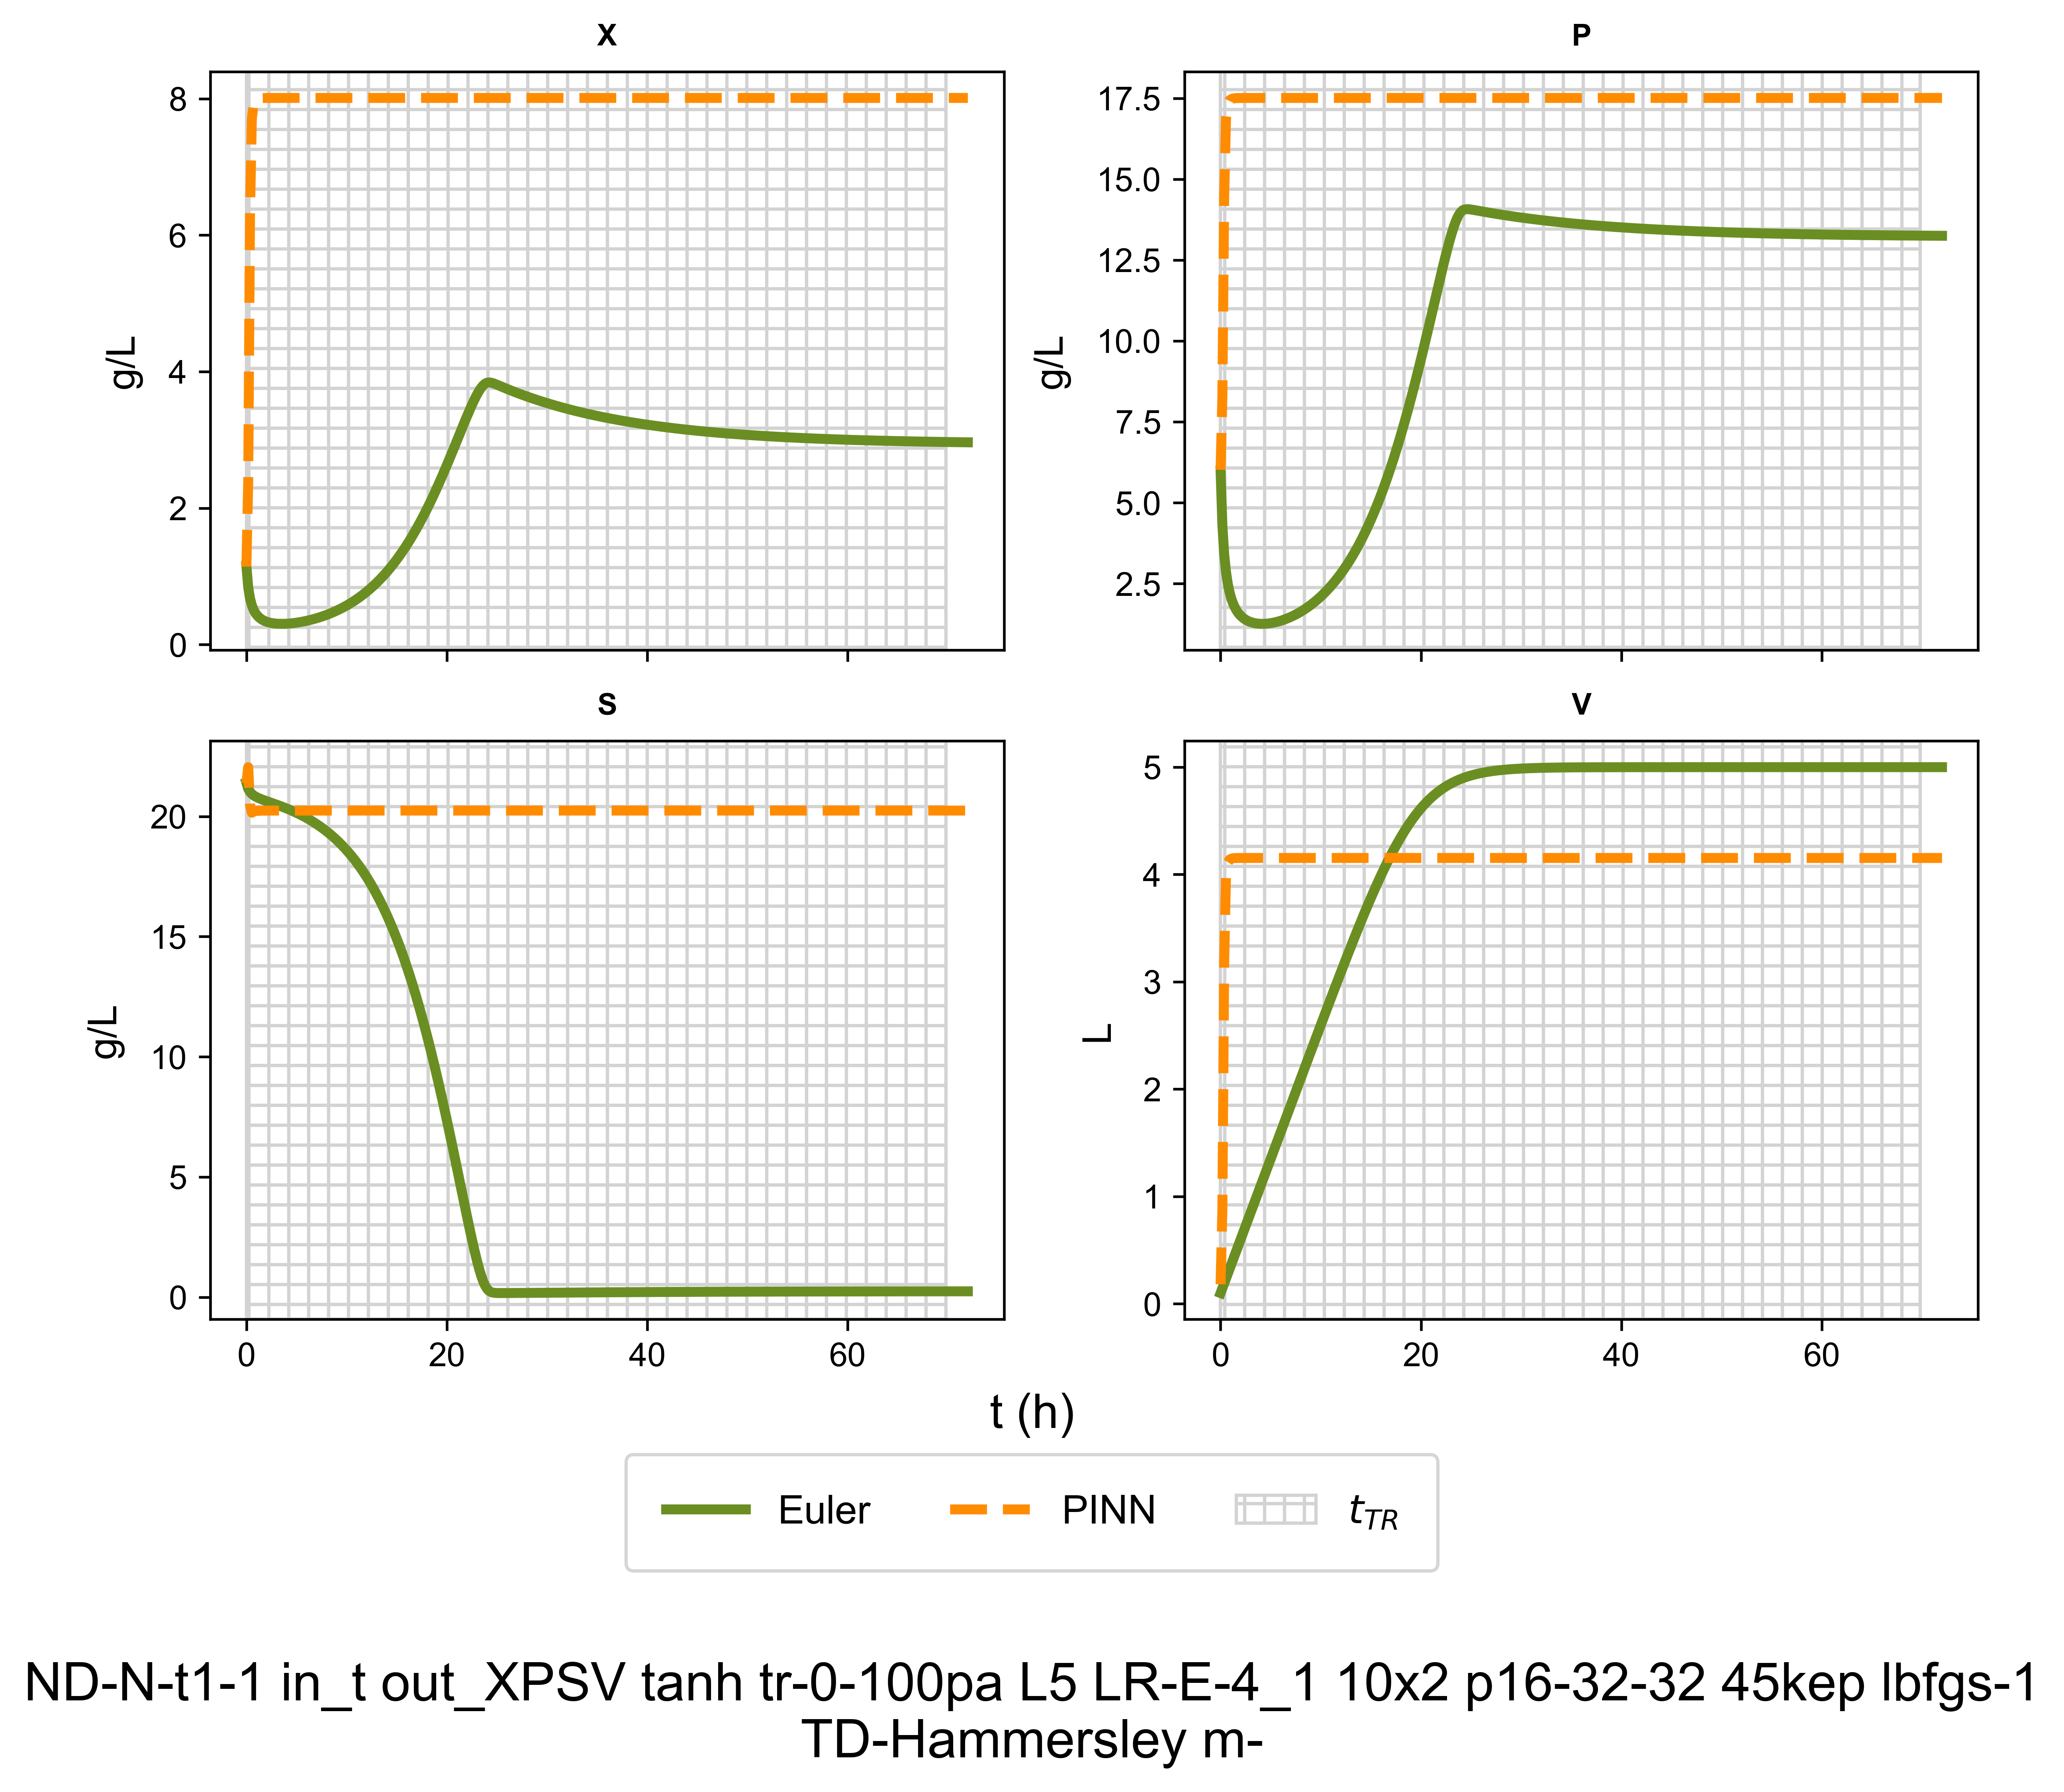 X
P
8
6
4
2
0
g/L
17.5
15.0
12.5
10.0
7.5
5.0
2.5
g/L
S
V
20
15
10
5
0
g/L
5
4
3
2
1
0
L
0 20 40 60
0 20 40 60
t (h)
Euler PINN t_TR
ND-N-t1-1 in_t out_XPSV tanh tr-0-100pa L5 LR-E-4_1 10x2 p16-32-32 45kep lbfgs-1
TD-Hammersley m-